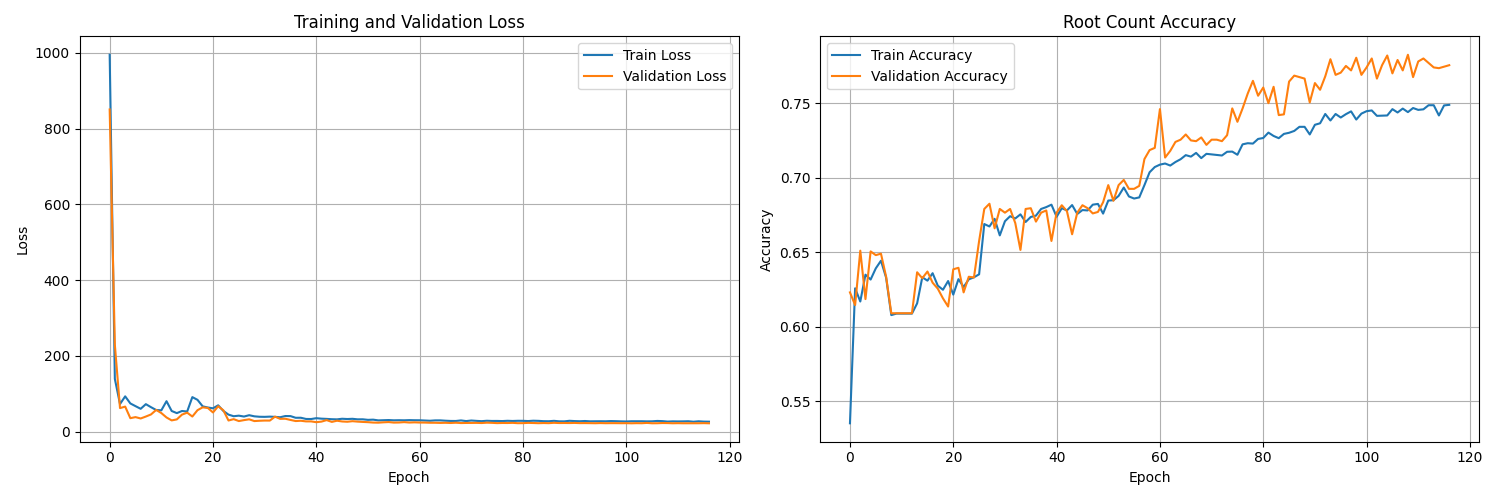 Training and Validation Loss
Train Loss
Validation Loss
1000
800
600
400
200
0
Loss
0 20 40 60 80 100 120
Epoch
Root Count Accuracy
Train Accuracy
Validation Accuracy
0.75
0.70
0.65
0.60
0.55
Accuracy
0 20 40 60 80 100 120
Epoch